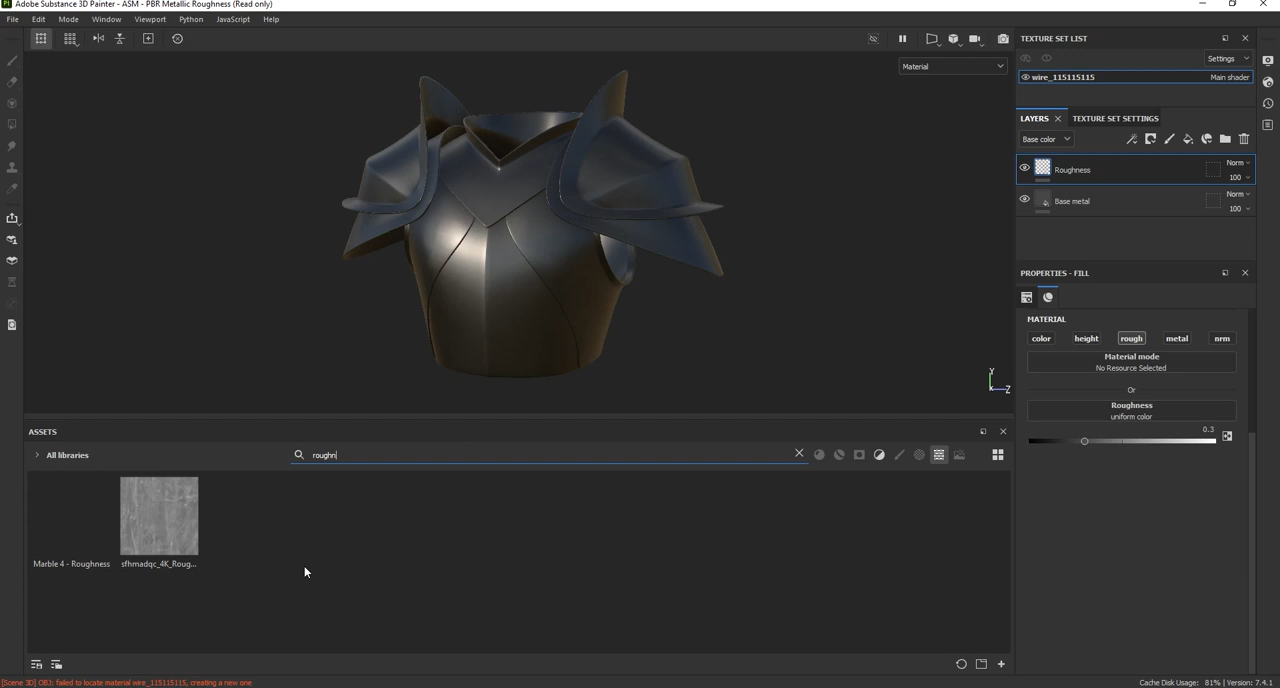 Adobe Substance 3D Painter - ASM - PBR Metallic Roughness (Read only)
File Edit Mode Window Viewport Python JavaScript Help
Material
TEXTURE SET LIST
Settings
wire_115115115 Main shader
LAYERS TEXTURE SET SETTINGS
Base color
Roughness Norm 100
Base metal Norm 100
PROPERTIES - FILL
MATERIAL
color height rough metal nrm
Material mode
No Resource Selected
Or
Roughness
uniform color
0.3
Y
Z
ASSETS
All libraries
roughn
Marble 4 - Roughness
sfhmadqc_4K_Roug...
[Scene 3D] OBJ: failed to locate material wire_115115115, creating a new one
Cache Disk Usage: 81% | Version: 7.4.1